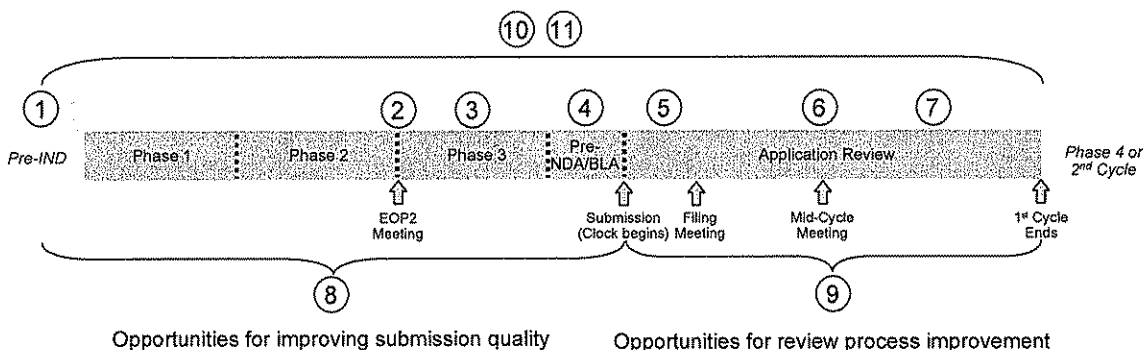 10 11
1 2 3 4 5 6 7
Pre-IND
Phase 1
Phase 2
Phase 3
Pre-
NDA/BLA
Application Review
Phase 4 or
2nd Cycle
EOP2
Meeting
Submission
(Clock begins)
Filing
Meeting
Mid-Cycle
Meeting
1st Cycle
Ends
8
9
Opportunities for improving submission quality
Opportunities for review process improvement